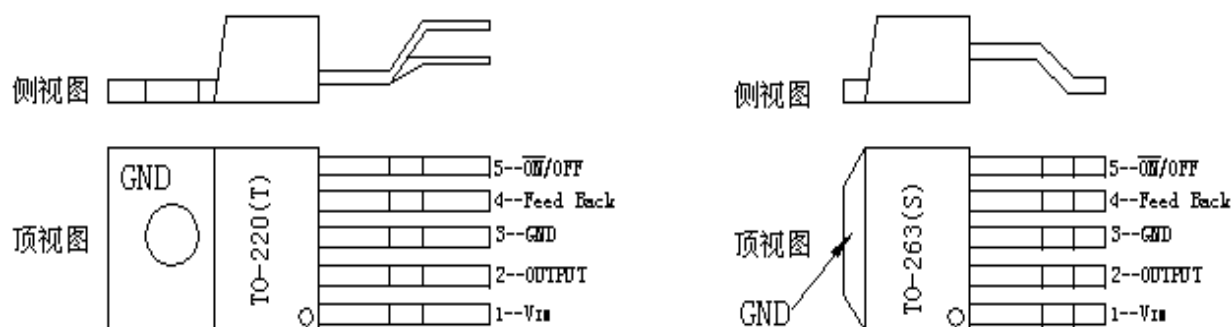 侧视图
GND
TO-220(T)
顶视图
5--ON/OFF
4--Feed Back
3--GND
2--OUTPUT
1--VIN
侧视图
TO-263(S)
顶视图
GND
5--ON/OFF
4--Feed Back
3--GND
2--OUTPUT
1--VIN